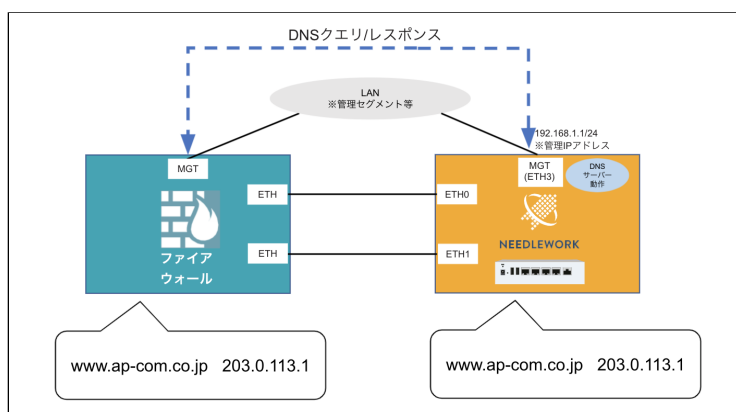 DNSクエリ/レスポンス
LAN
※管理セグメント等
192.168.1.1/24
※管理IPアドレス
MGT
MGT
(ETH3)
DNS
サーバー
動作
ETH
ETH0
NEEDLEWORK
ファイア
ウォール
ETH
ETH1
www.ap-com.co.jp 203.0.113.1
www.ap-com.co.jp 203.0.113.1